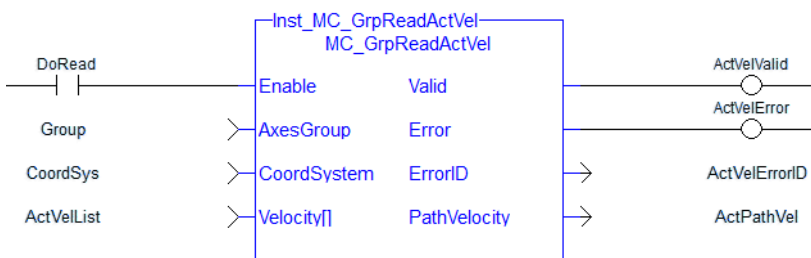 Inst_MC_GrpReadActVel
MC_GrpReadActVel
DoRead
ActVelValid
Enable Valid
ActVelError
Group AxesGroup Error
CoordSys CoordSystem ErrorID ActVelErrorID
ActVelList Velocity[] PathVelocity ActPathVel